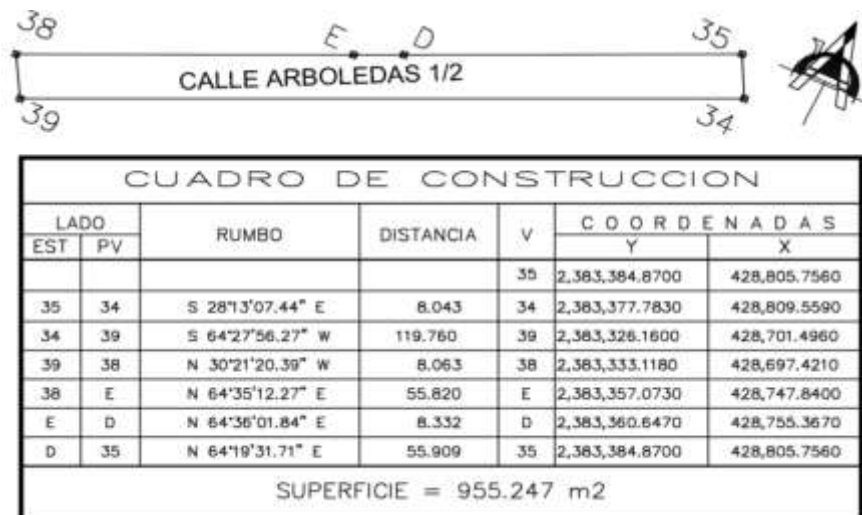 38 E D 35
CALLE ARBOLEDAS 1/2
39 34
CUADRO DE CONSTRUCCION
LADO RUMBO DISTANCIA V COORDENADAS
EST PV Y X
35 2,383,384.8700 428,805.7560
35 34 S 28°13'07.44" E 8.043 34 2,383,377.7830 428,809.5590
34 39 S 64°27'56.27" W 119.760 39 2,383,326.1600 428,701.4960
39 38 N 30°21'20.39" W 8.063 38 2,383,333.1180 428,697.4210
38 E N 64°35'12.27" E 55.820 E 2,383,357.0730 428,747.8400
E D N 64°36'01.84" E 8.332 D 2,383,360.6470 428,755.3670
D 35 N 64°19'31.71" E 55.909 35 2,383,384.8700 428,805.7560
SUPERFICIE = 955.247 m2